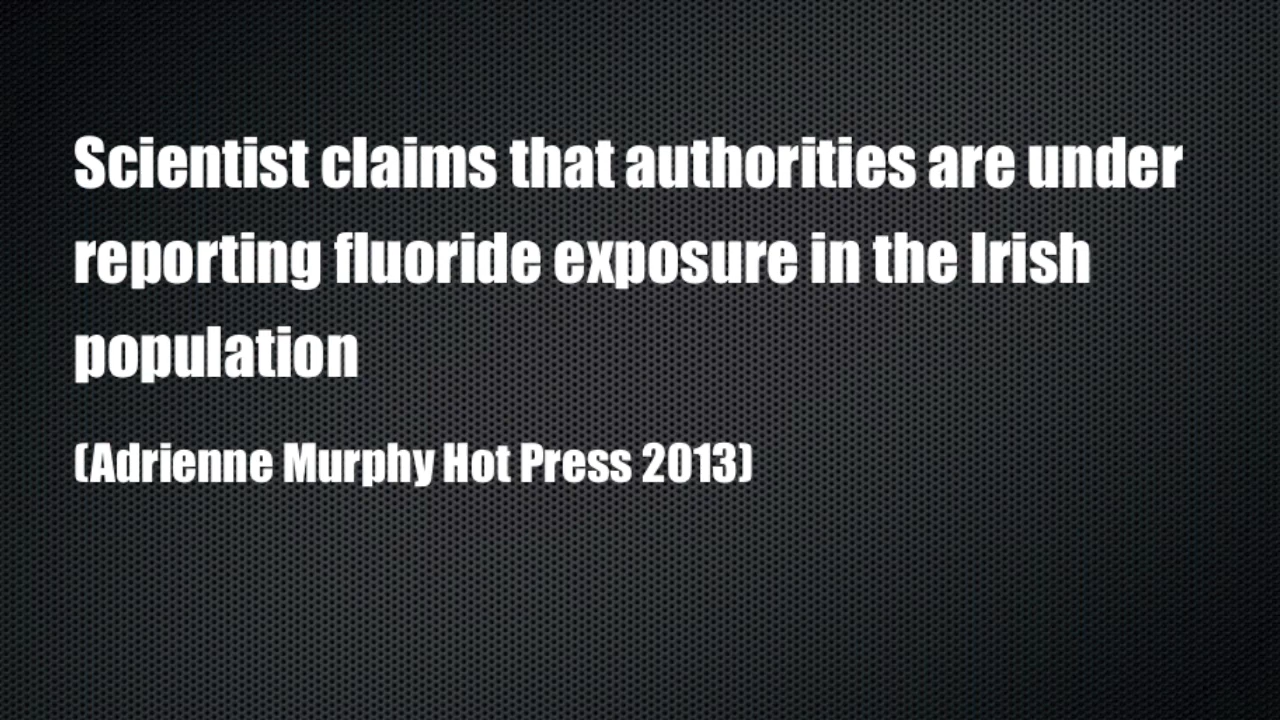 Scientist claims that authorities are under
reporting fluoride exposure in the Irish
population
(Adrienne Murphy Hot Press 2013)